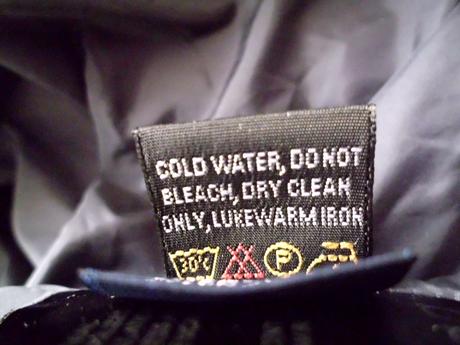 COLD WATER, DO NOT
BLEACH, DRY CLEAN
ONLY, LUKEWARM IRON
30°C P